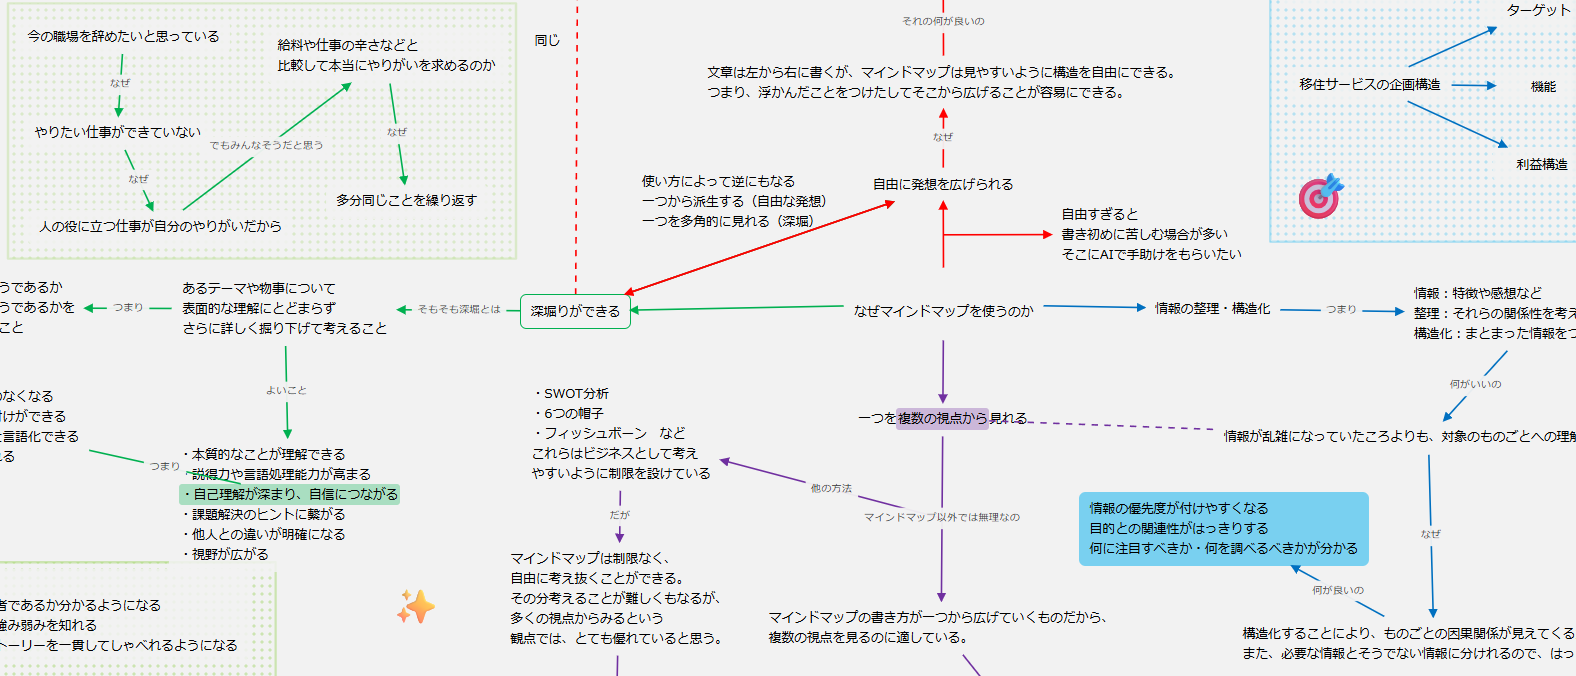 今の職場を辞めたいと思っている
なぜ
やりたい仕事ができていない
なぜ
人の役に立つ仕事が自分のやりがいだから
でもみんなそうだと思う
給料や仕事の辛さなどと
比較して本当にやりがいを求めるのか
なぜ
多分同じことを繰り返す
同じ
それの何が良いの
文章は左から右に書くが、マインドマップは見やすいように構造を自由にできる。
つまり、浮かんだことをつけたしてそこから広げることが容易にできる。
なぜ
自由に発想を広げられる
使い方によって逆にもなる
一つから派生する（自由な発想）
一つを多角的に見れる（深堀）
自由すぎると
書き初めに苦しむ場合が多い
そこにAIで手助けをもらいたい
ターゲット
移住サービスの企画構造
機能
利益構造
うであるか
うであるかを
こと
つまり
あるテーマや物事について
表面的な理解にとどまらず
さらに詳しく掘り下げて考えること
そもそも深堀とは
深堀りができる
なぜマインドマップを使うのか
情報の整理・構造化
つまり
情報：特徴や感想など
整理：それらの関係性を考え
構造化：まとまった情報をつ
よいこと
のなくなる
付けができる
と言語化できる
れる
つまり
・本質的なことが理解できる
・説得力や言語処理能力が高まる
・自己理解が深まり、自信につながる
・課題解決のヒントに繋がる
・他人との違いが明確になる
・視野が広がる
者であるか分かるようになる
強み弱みを知れる
トーリーを一貫してしゃべれるようになる
・SWOT分析
・6つの帽子
・フィッシュボーン　など
これらはビジネスとして考え
やすいように制限を設けている
だが
マインドマップは制限なく、
自由に考え抜くことができる。
その分考えることが難しくもなるが、
多くの視点からみるという
観点では、とても優れていると思う。
一つを複数の視点から見れる
他の方法
マインドマップ以外では無理なの
マインドマップの書き方が一つから広げていくものだから、
複数の視点を見るのに適している。
何がいいの
情報が乱雑になっていたころよりも、対象のものごとへの理解
なぜ
情報の優先度が付けやすくなる
目的との関連性がはっきりする
何に注目すべきか・何を調べるべきかが分かる
何が良いの
構造化することにより、ものごとの因果関係が見えてくる
また、必要な情報とそうでない情報に分けれるので、はっ